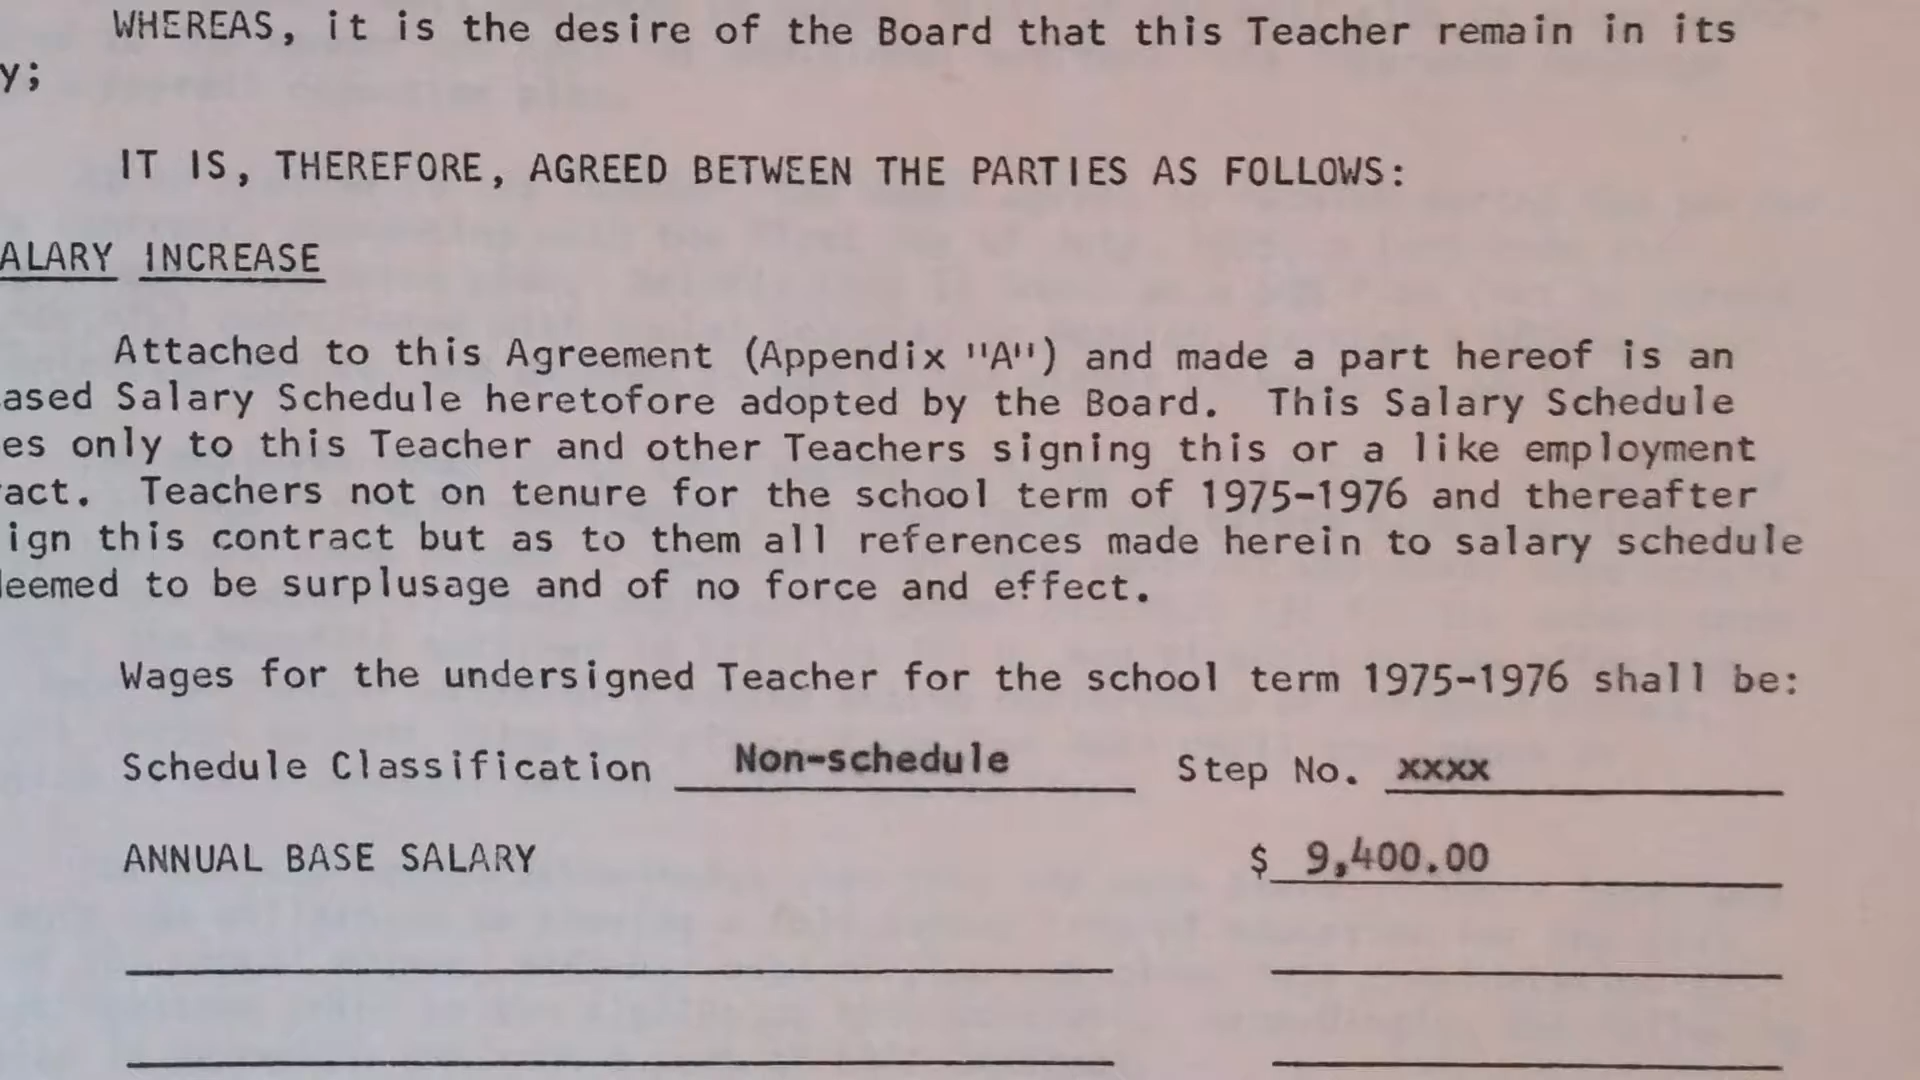 WHEREAS, it is the desire of the Board that this Teacher remain in its
y;
IT IS, THEREFORE, AGREED BETWEEN THE PARTIES AS FOLLOWS:
ALARY INCREASE
Attached to this Agreement (Appendix "A") and made a part hereof is an
ased Salary Schedule heretofore adopted by the Board. This Salary Schedule
es only to this Teacher and other Teachers signing this or a like employment
act. Teachers not on tenure for the school term of 1975-1976 and thereafter
ign this contract but as to them all references made herein to salary schedule
eemed to be surplusage and of no force and effect.
Wages for the undersigned Teacher for the school term 1975-1976 shall be:
Schedule Classification Non-schedule Step No. xxxx
ANNUAL BASE SALARY $ 9,400.00